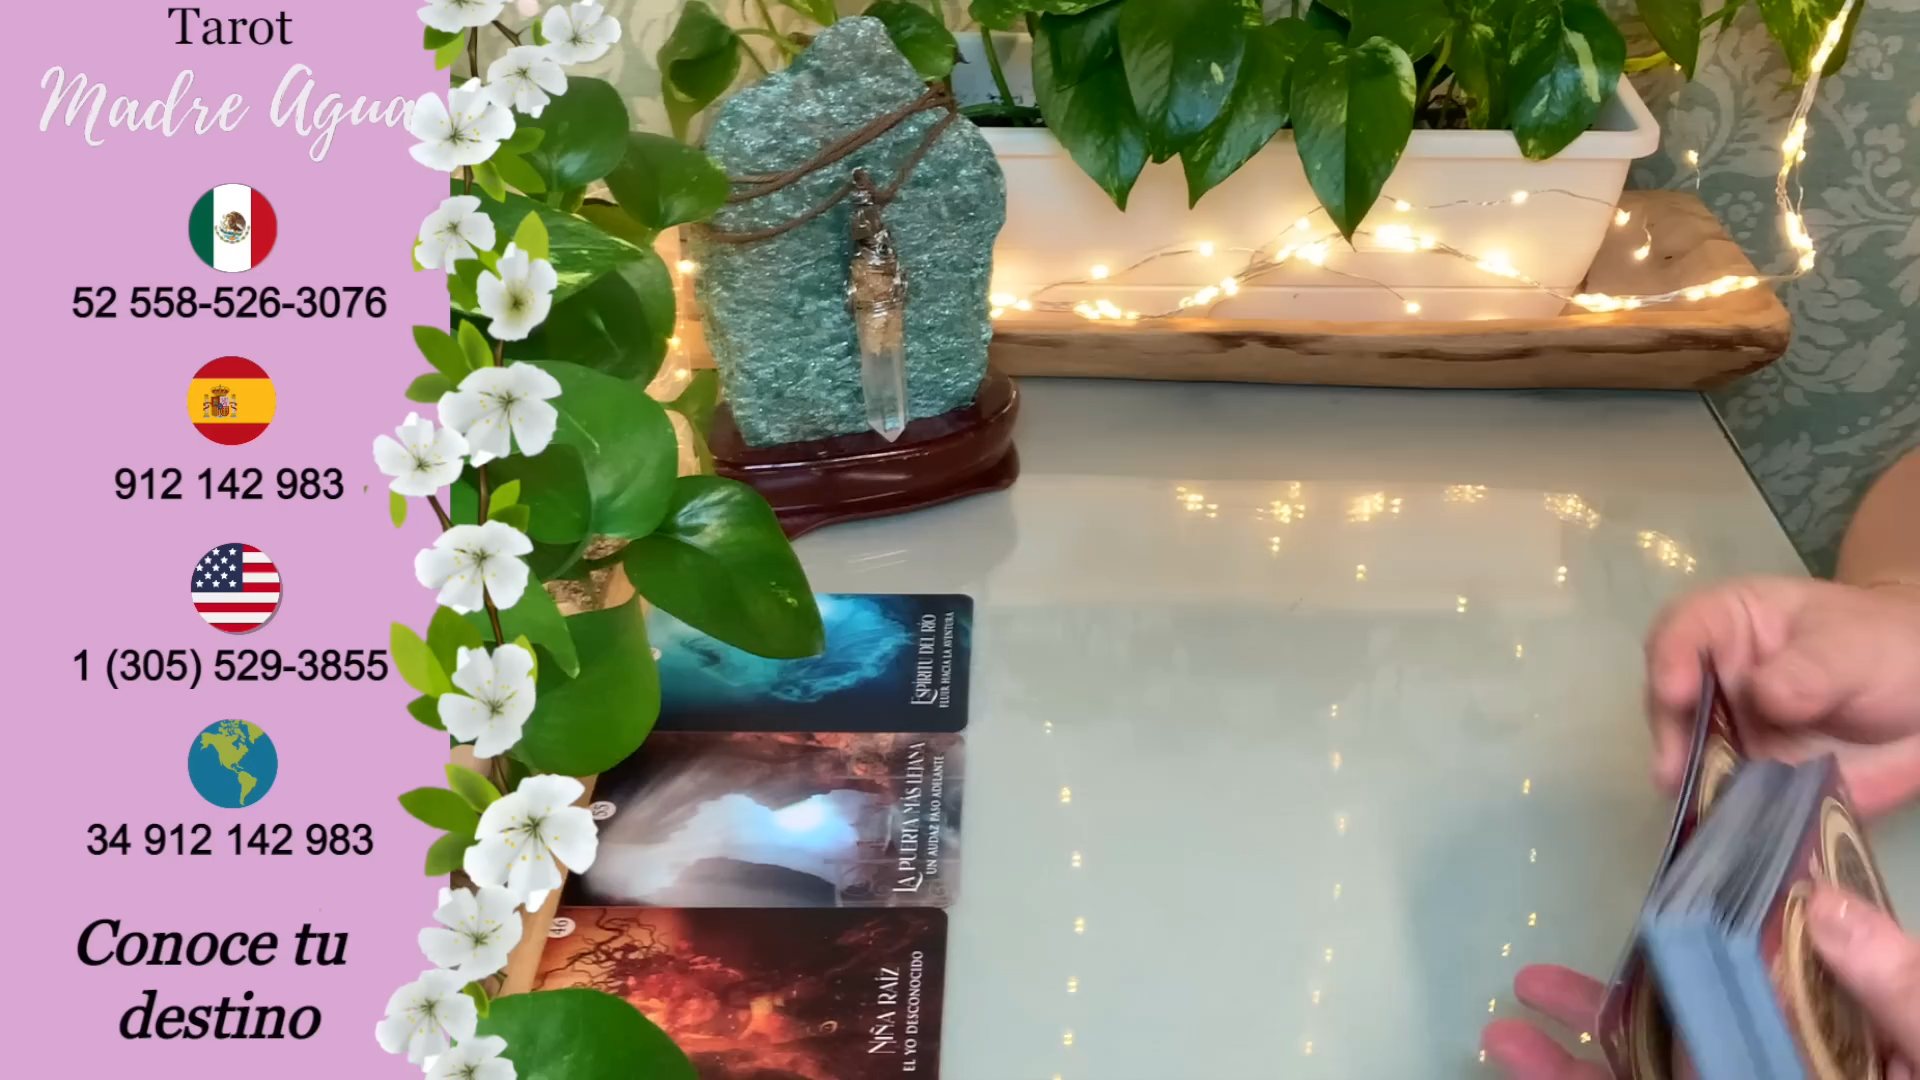 Tarot
Madre Agua
52 558-526-3076
912 142 983
1 (305) 529-3855
34 912 142 983
Conoce tu
destino
ESPÍRITU DEL RÍO
FLUIR HACIA LA AVENTURA
35
LA PUERTA MÁS LEJANA
UN AUDAZ PASO ADELANTE
46
NIÑA RAÍZ
EL YO DESCONOCIDO